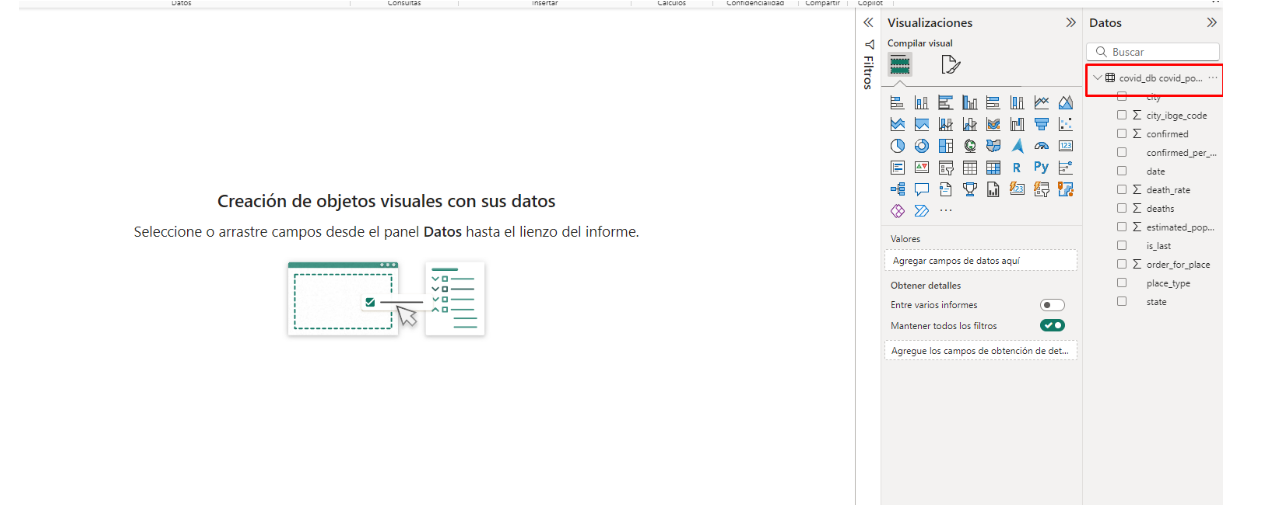 Datos
Consultas
Insertar
Cálculos
Confidencialidad
Compartir
Copilot
Creación de objetos visuales con sus datos
Seleccione o arrastre campos desde el panel Datos hasta el lienzo del informe.
Filtros
Visualizaciones
Compilar visual
123
R
Py
123
Valores
Agregar campos de datos aquí
Obtener detalles
Entre varios informes
Mantener todos los filtros
Agregue los campos de obtención de det...
Datos
Buscar
covid_db covid_po...
city
city_ibge_code
confirmed
confirmed_per_...
date
death_rate
deaths
estimated_pop...
is_last
order_for_place
place_type
state